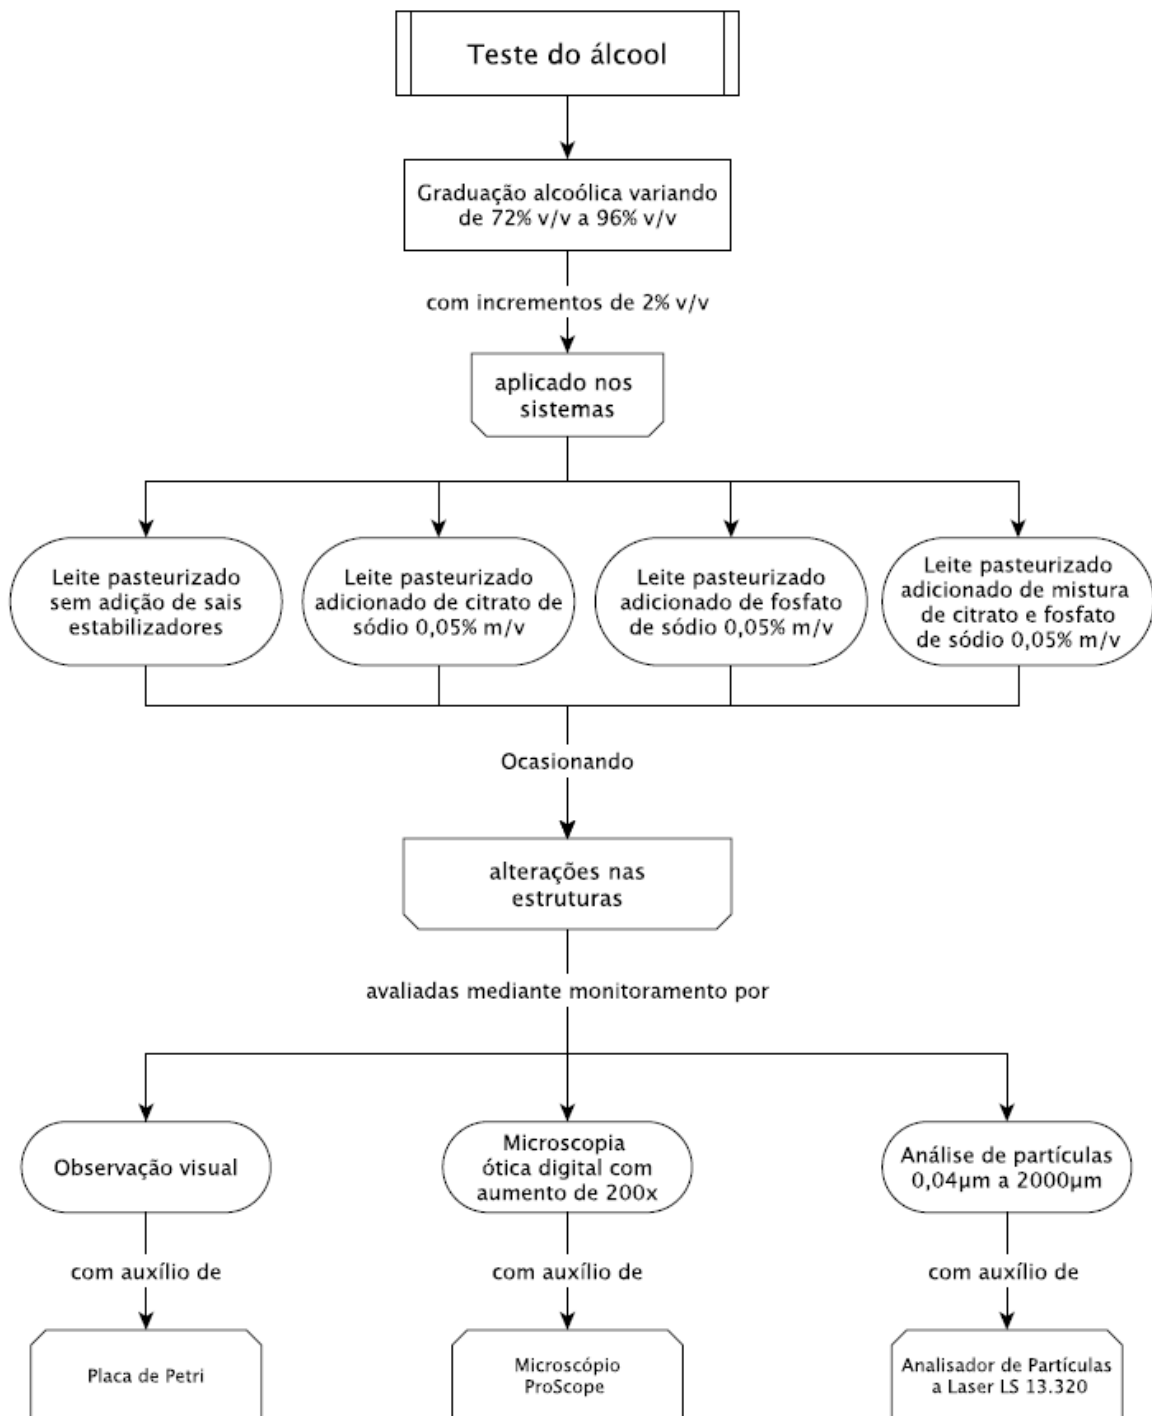 Teste do álcool
Graduação alcoólica variando
de 72% v/v a 96% v/v
com incrementos de 2% v/v
aplicado nos
sistemas
Leite pasteurizado
sem adição de sais
estabilizadores
Leite pasteurizado
adicionado de citrato de
sódio 0,05% m/v
Leite pasteurizado
adicionado de fosfato
de sódio 0,05% m/v
Leite pasteurizado
adicionado de mistura
de citrato e fosfato
de sódio 0,05% m/v
Ocasionando
alterações nas
estruturas
avaliadas mediante monitoramento por
Observação visual
Microscopia
ótica digital com
aumento de 200x
Análise de partículas
0,04µm a 2000µm
com auxílio de
com auxílio de
com auxílio de
Placa de Petri
Microscópio
ProScope
Analisador de Partículas
a Laser LS 13.320